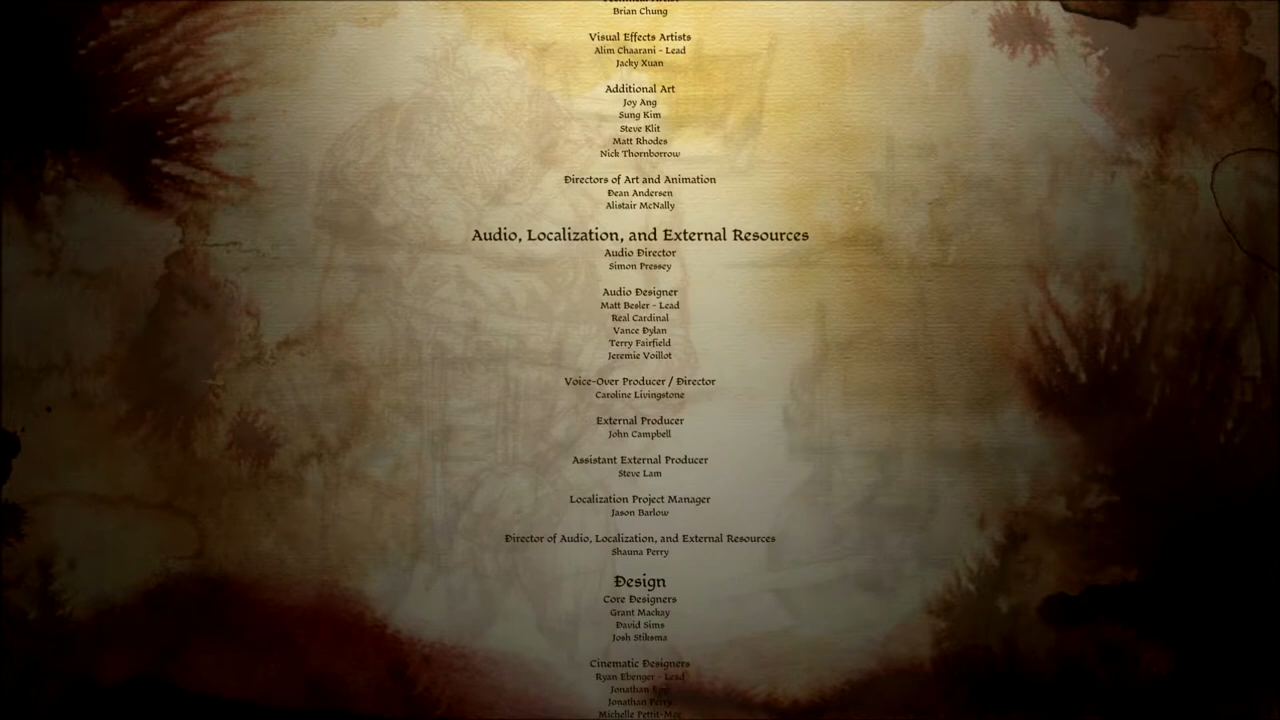 Brian Chung
Visual Effects Artists
Alim Chaarani - Lead
Jacky Xuan
Additional Art
Joy Ang
Sung Kim
Steve Klit
Matt Rhodes
Nick Thornborrow
Directors of Art and Animation
Dean Andersen
Alistair McNally
Audio, Localization, and External Resources
Audio Director
Simon Pressey
Audio Designer
Matt Besler - Lead
Real Cardinal
Vance Dylan
Terry Fairfield
Jeremie Voillot
Voice-Over Producer / Director
Caroline Livingstone
External Producer
John Campbell
Assistant External Producer
Steve Lam
Localization Project Manager
Jason Barlow
Director of Audio, Localization, and External Resources
Shauna Perry
Design
Core Designers
Grant Mackay
David Sims
Josh Stiksma
Cinematic Designers
Ryan Ebenger - Lead
Jonathan Epp
Jonathan Perry
Michelle Pettit-Mee